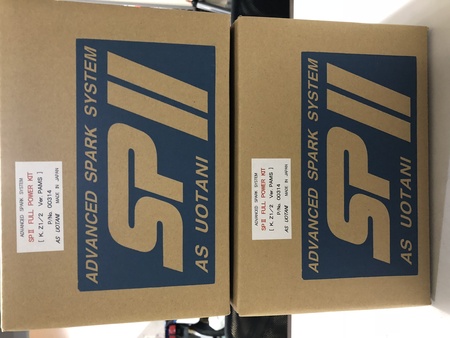 ADVANCED SPARK SYSTEM
SPII
AS UOTANI
ADVANCED SPARK SYSTEM
SPⅡ FULL POWER KIT
[ K.Z1/2 Ver PAMS ]
P/No. 00314
AS UOTANI MADE IN JAPAN
ADVANCED SPARK SYSTEM
SPII
AS UOTANI
ADVANCED SPARK SYSTEM
SPⅡ FULL POWER KIT
[ K.Z1/2 Ver PAMS ]
P/No. 00314
AS UOTANI MADE IN JAPAN